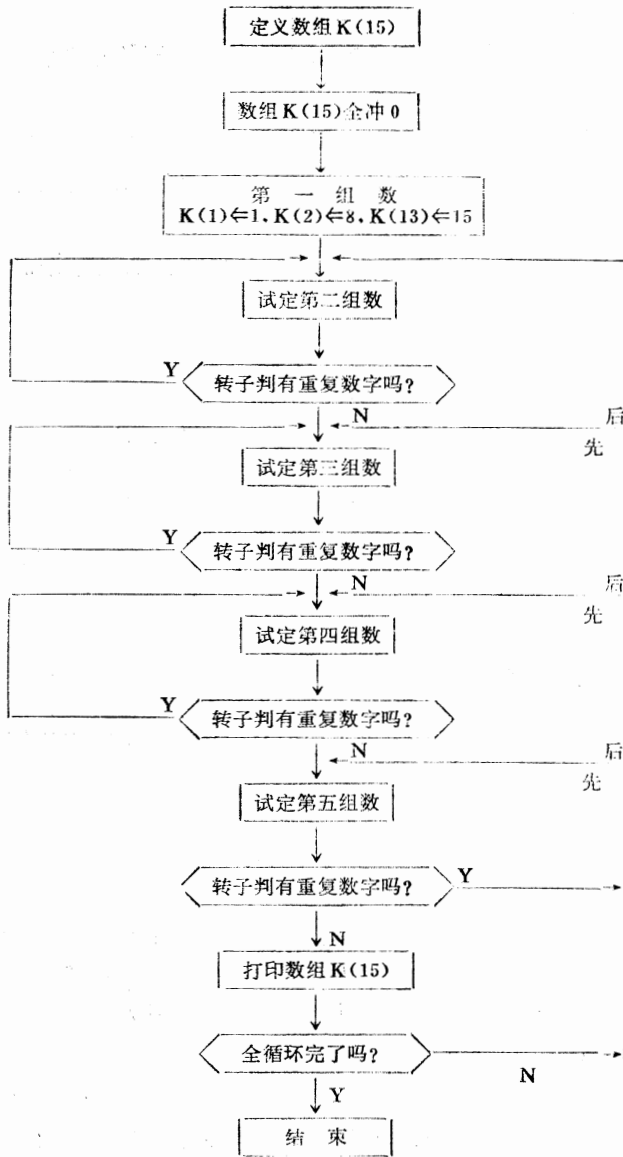 定义数组K(15)
数组K(15)全冲0
第一组数
K(1)⇐1.K(2)⇐8.K(13)⇐15
试定第二组数
Y
转子判有重复数字吗?
N
后
先
试定第三组数
Y
转子判有重复数字吗?
N
后
先
试定第四组数
Y
转子判有重复数字吗?
N
后
先
试定第五组数
转子判有重复数字吗?
Y
N
打印数组K(15)
全循环完了吗?
N
Y
结束